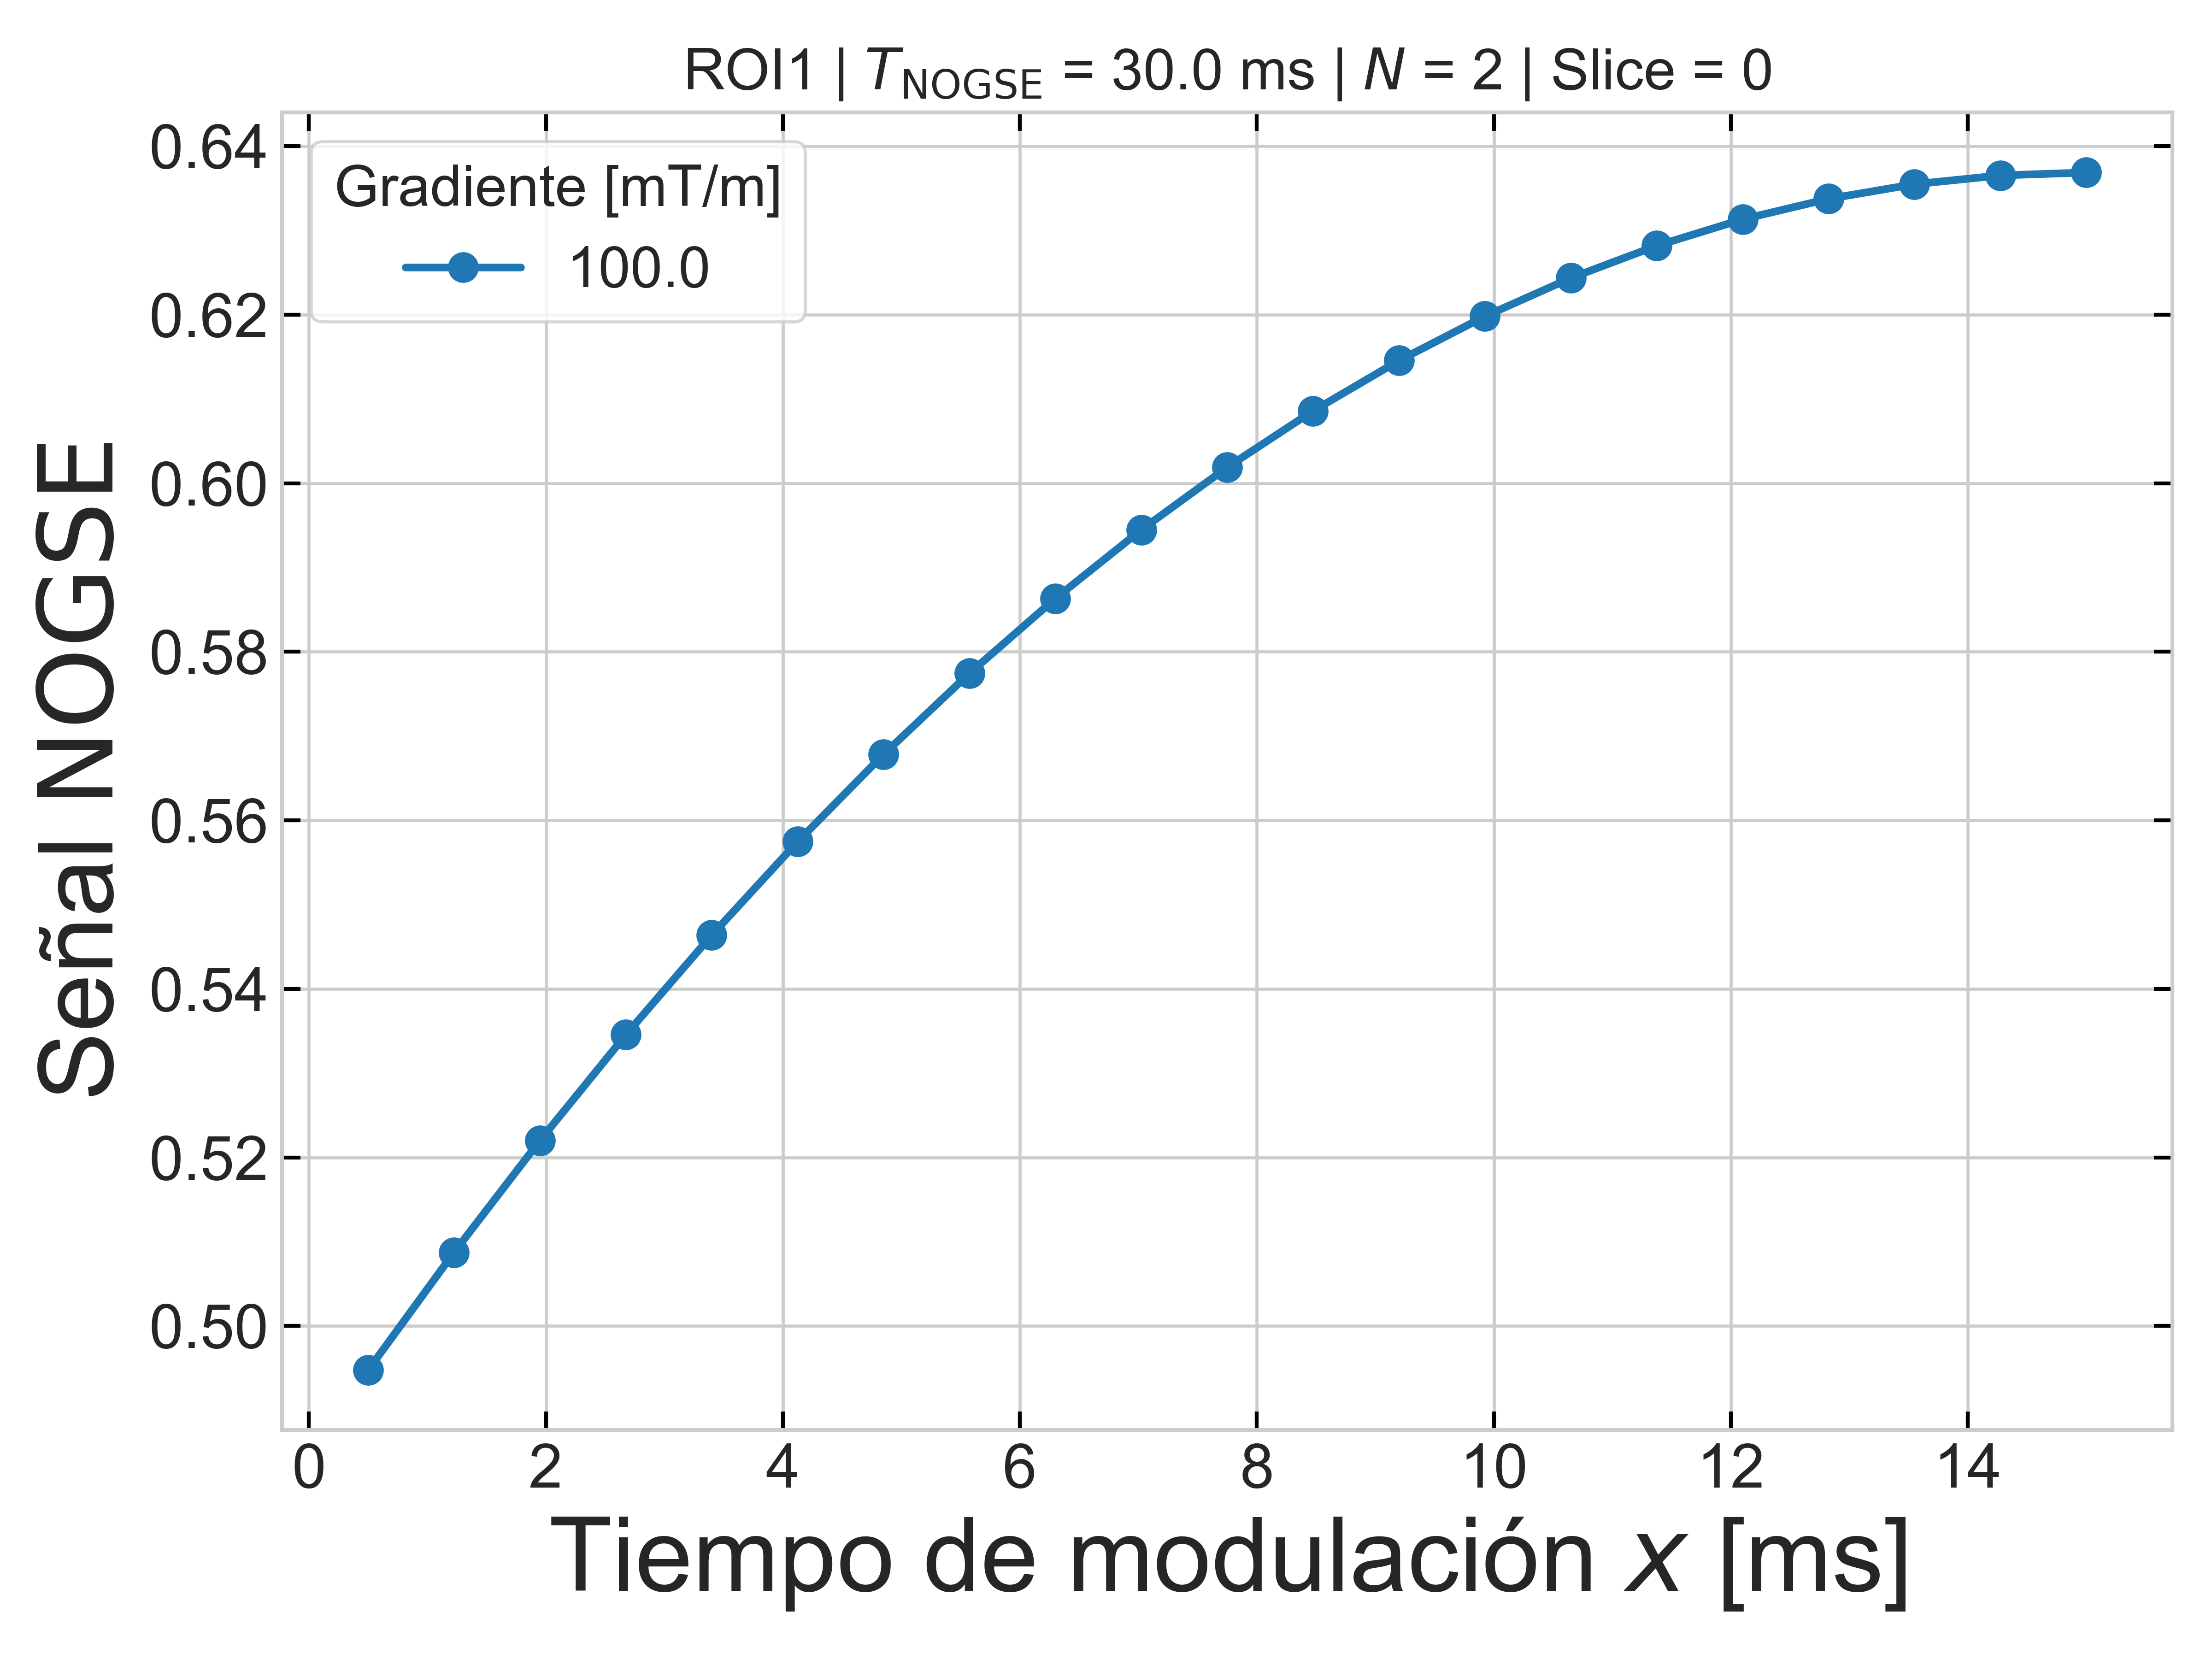 ROI1 | T_NOGSE = 30.0 ms | N = 2 | Slice = 0
Gradiente [mT/m]
100.0
Señal NOGSE
0.64
0.62
0.60
0.58
0.56
0.54
0.52
0.50
0 2 4 6 8 10 12 14
Tiempo de modulación x [ms]